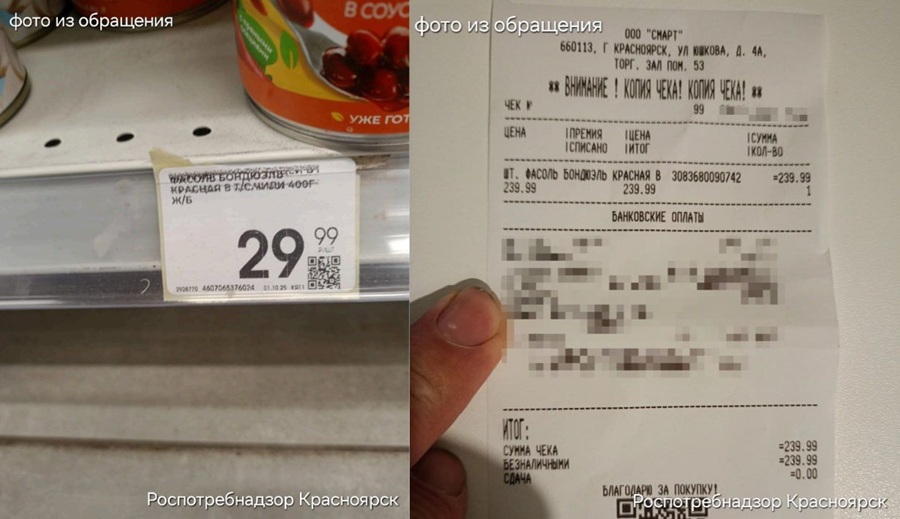 фото из обращения
В СОУС
УЖЕ ГОТ
ФАСОЛЬ БОНДЮЭЛЬ
КРАСНАЯ В Т/С ЧИЛИ 400Г
Ж/Б
29 99
4607065376024 01.10.25
Роспотребнадзор Красноярск
фото из обращения
ООО "СМАРТ"
660113, Г КРАСНОЯРСК, УЛ ЮШКОВА, Д. 4А,
ТОРГ. ЗАЛ ПОМ. 53
** ВНИМАНИЕ ! КОПИЯ ЧЕКА! КОПИЯ ЧЕКА! **
ЧЕК № 99
ЦЕНА |ПРЕМИЯ |ЦЕНА |СУММА
|СПИСАНО |ИТОГ |КОЛ-ВО
ШТ. ФАСОЛЬ БОНДЮЭЛЬ КРАСНАЯ В 3083680090742 =239.99
239.99 239.99 1
БАНКОВСКИЕ ОПЛАТЫ
ИТОГ:
СУММА ЧЕКА =239.99
БЕЗНАЛИЧНЫМИ =239.99
СДАЧА =0.00
БЛАГОДАРЮ ЗА ПОКУПКУ!
Роспотребнадзор Красноярск